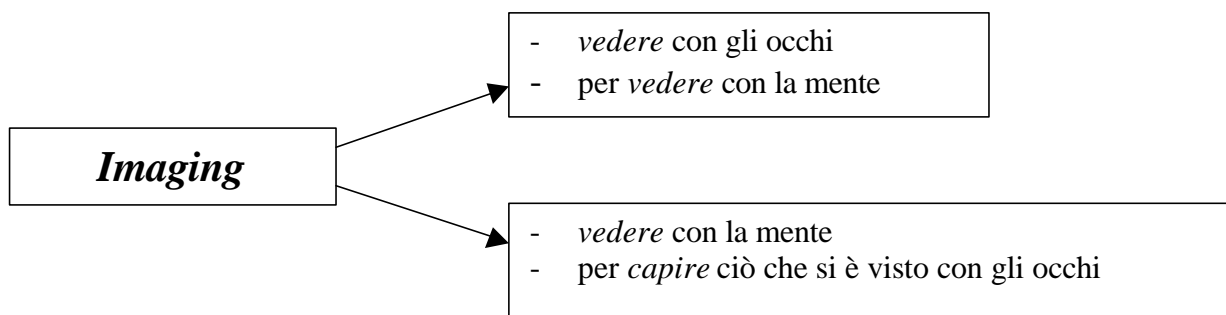 - vedere con gli occhi
- per vedere con la mente
Imaging
- vedere con la mente
- per capire ciò che si è visto con gli occhi